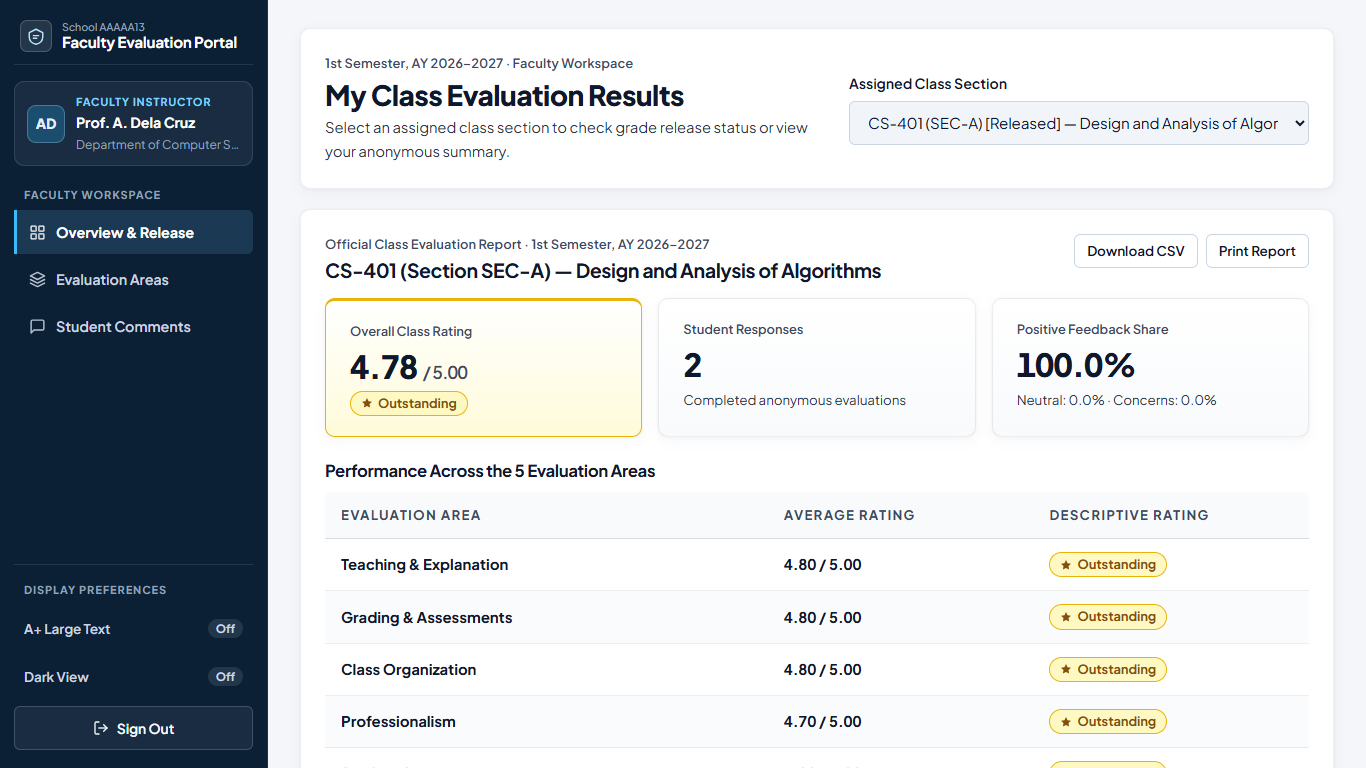 School AAAAA13
Faculty Evaluation Portal
AD
FACULTY INSTRUCTOR
Prof. A. Dela Cruz
Department of Computer S...
FACULTY WORKSPACE
Overview & Release
Evaluation Areas
Student Comments
DISPLAY PREFERENCES
A+ Large Text Off
Dark View Off
Sign Out
1st Semester, AY 2026–2027 · Faculty Workspace
My Class Evaluation Results
Select an assigned class section to check grade release status or view
your anonymous summary.
Assigned Class Section
CS-401 (SEC-A) [Released] — Design and Analysis of Algor
Official Class Evaluation Report · 1st Semester, AY 2026–2027
CS-401 (Section SEC-A) — Design and Analysis of Algorithms
Download CSV
Print Report
Overall Class Rating
4.78 / 5.00
★ Outstanding
Student Responses
2
Completed anonymous evaluations
Positive Feedback Share
100.0%
Neutral: 0.0% · Concerns: 0.0%
Performance Across the 5 Evaluation Areas
EVALUATION AREA AVERAGE RATING DESCRIPTIVE RATING
Teaching & Explanation 4.80 / 5.00 ★ Outstanding
Grading & Assessments 4.80 / 5.00 ★ Outstanding
Class Organization 4.80 / 5.00 ★ Outstanding
Professionalism 4.70 / 5.00 ★ Outstanding